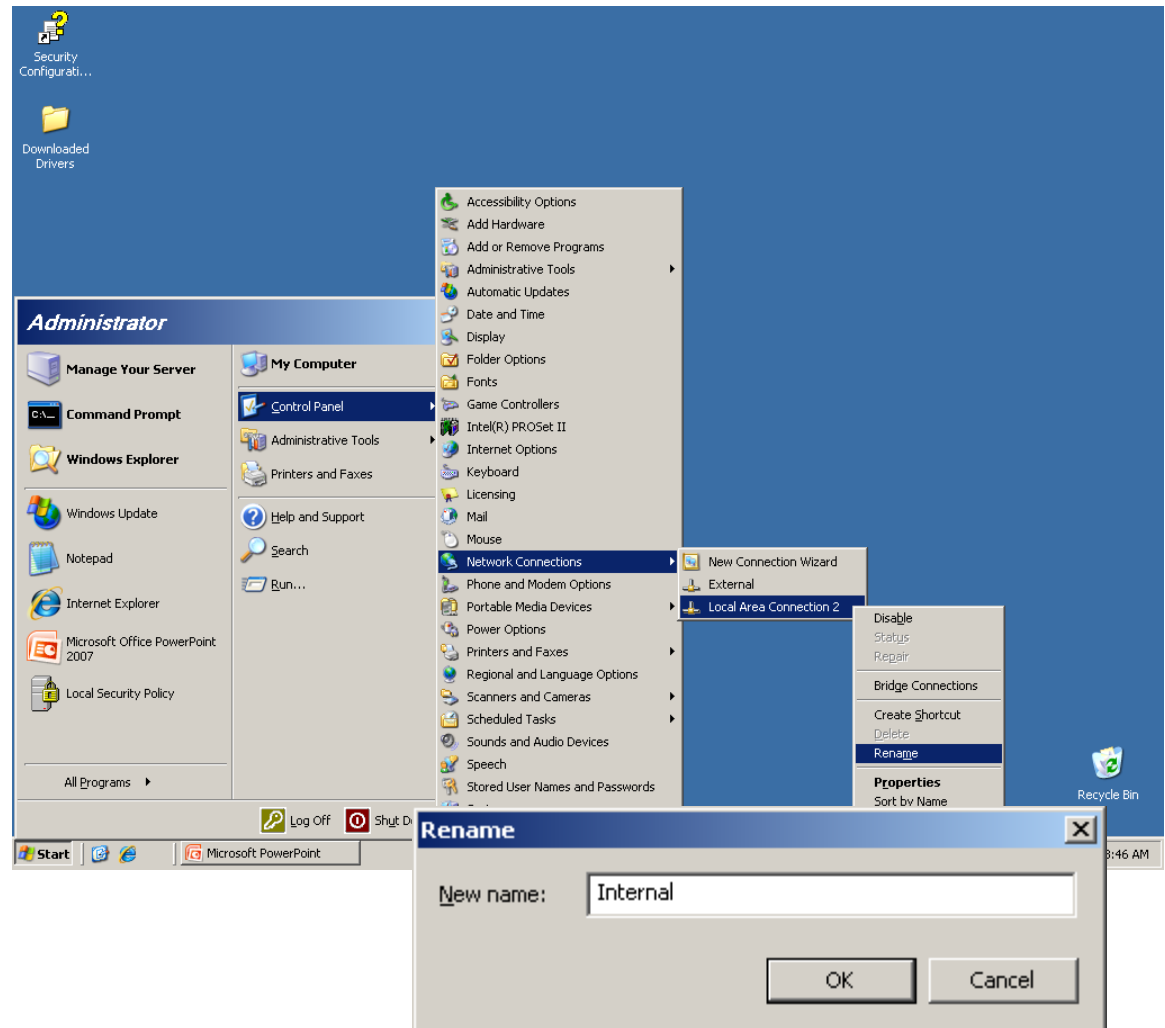 Security
Configurati...
Downloaded
Drivers
Administrator
Manage Your Server
Command Prompt
Windows Explorer
Windows Update
Notepad
Internet Explorer
Microsoft Office PowerPoint
2007
Local Security Policy
All Programs
My Computer
Control Panel
Administrative Tools
Printers and Faxes
Help and Support
Search
Run...
Log Off
Shut D
Accessibility Options
Add Hardware
Add or Remove Programs
Administrative Tools
Automatic Updates
Date and Time
Display
Folder Options
Fonts
Game Controllers
Intel(R) PROSet II
Internet Options
Keyboard
Licensing
Mail
Mouse
Network Connections
Phone and Modem Options
Portable Media Devices
Power Options
Printers and Faxes
Regional and Language Options
Scanners and Cameras
Scheduled Tasks
Sounds and Audio Devices
Speech
Stored User Names and Passwords
New Connection Wizard
External
Local Area Connection 2
Disable
Status
Repair
Bridge Connections
Create Shortcut
Delete
Rename
Properties
Sort by Name
Recycle Bin
Start
Microsoft PowerPoint
:46 AM
Rename
New name:
Internal
OK
Cancel